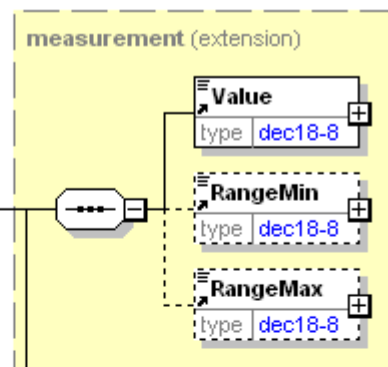 measurement (extension)
Value
type dec18-8
RangeMin
type dec18-8
RangeMax
type dec18-8